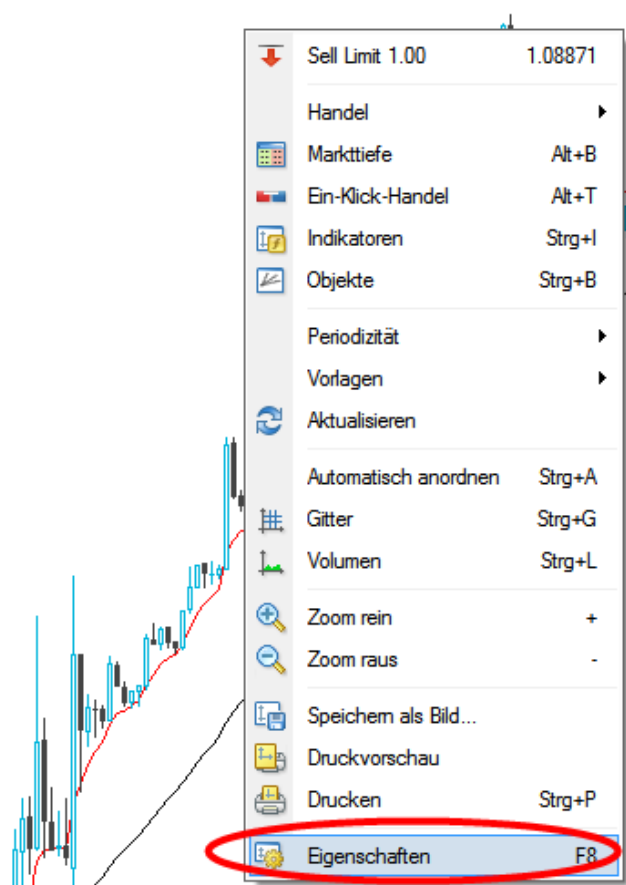 Sell Limit 1.00 1.08871
Handel
Markttiefe Alt+B
Ein-Klick-Handel Alt+T
Indikatoren Strg+I
Objekte Strg+B
Periodizität
Vorlagen
Aktualisieren
Automatisch anordnen Strg+A
Gitter Strg+G
Volumen Strg+L
Zoom rein +
Zoom raus -
Speichern als Bild...
Druckvorschau
Drucken Strg+P
Eigenschaften F8